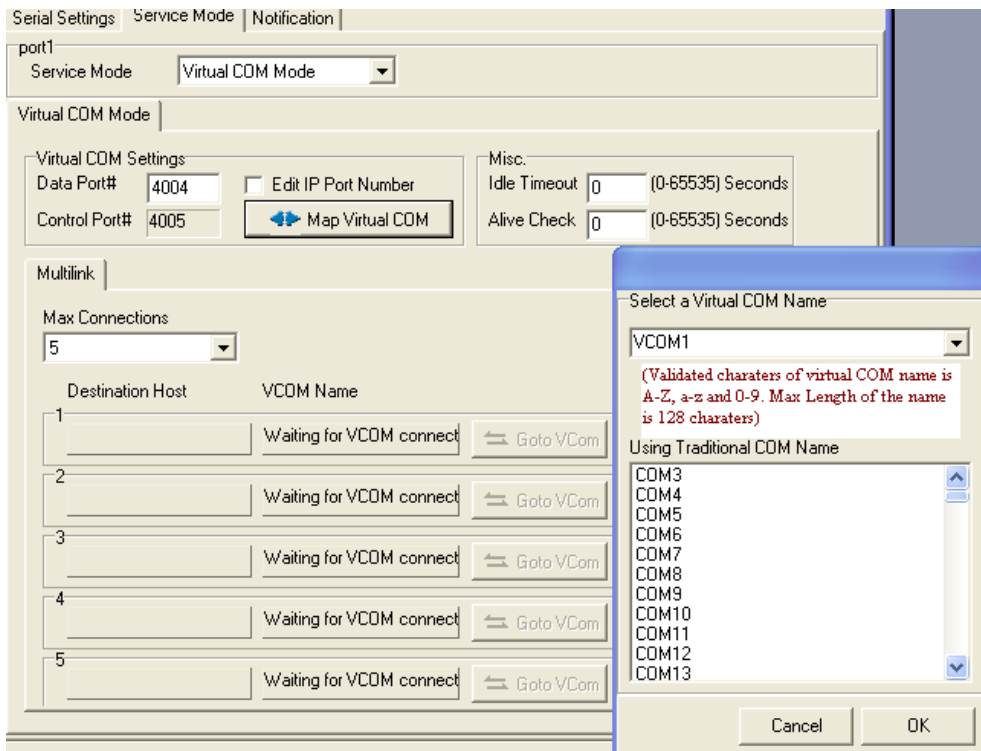 Serial Settings Service Mode Notification
port1
Service Mode Virtual COM Mode
Virtual COM Mode
Virtual COM Settings
Data Port# 4004 Edit IP Port Number
Control Port# 4005 Map Virtual COM
Misc.
Idle Timeout 0 (0-65535) Seconds
Alive Check 0 (0-65535) Seconds
Multilink
Max Connections
5
Destination Host VCOM Name
1
Waiting for VCOM connect Goto VCom
2
Waiting for VCOM connect Goto VCom
3
Waiting for VCOM connect Goto VCom
4
Waiting for VCOM connect Goto VCom
5
Waiting for VCOM connect Goto VCom
Select a Virtual COM Name
VCOM1
(Validated charaters of virtual COM name is
A-Z, a-z and 0-9. Max Length of the name
is 128 charaters)
Using Traditional COM Name
COM3
COM4
COM5
COM6
COM7
COM8
COM9
COM10
COM11
COM12
COM13
Cancel OK